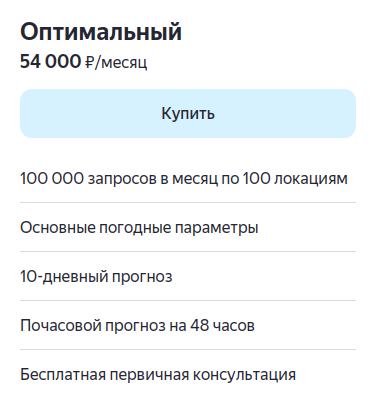 Оптимальный
54 000 ₽/месяц
Купить
100 000 запросов в месяц по 100 локациям
Основные погодные параметры
10-дневный прогноз
Почасовой прогноз на 48 часов
Бесплатная первичная консультация